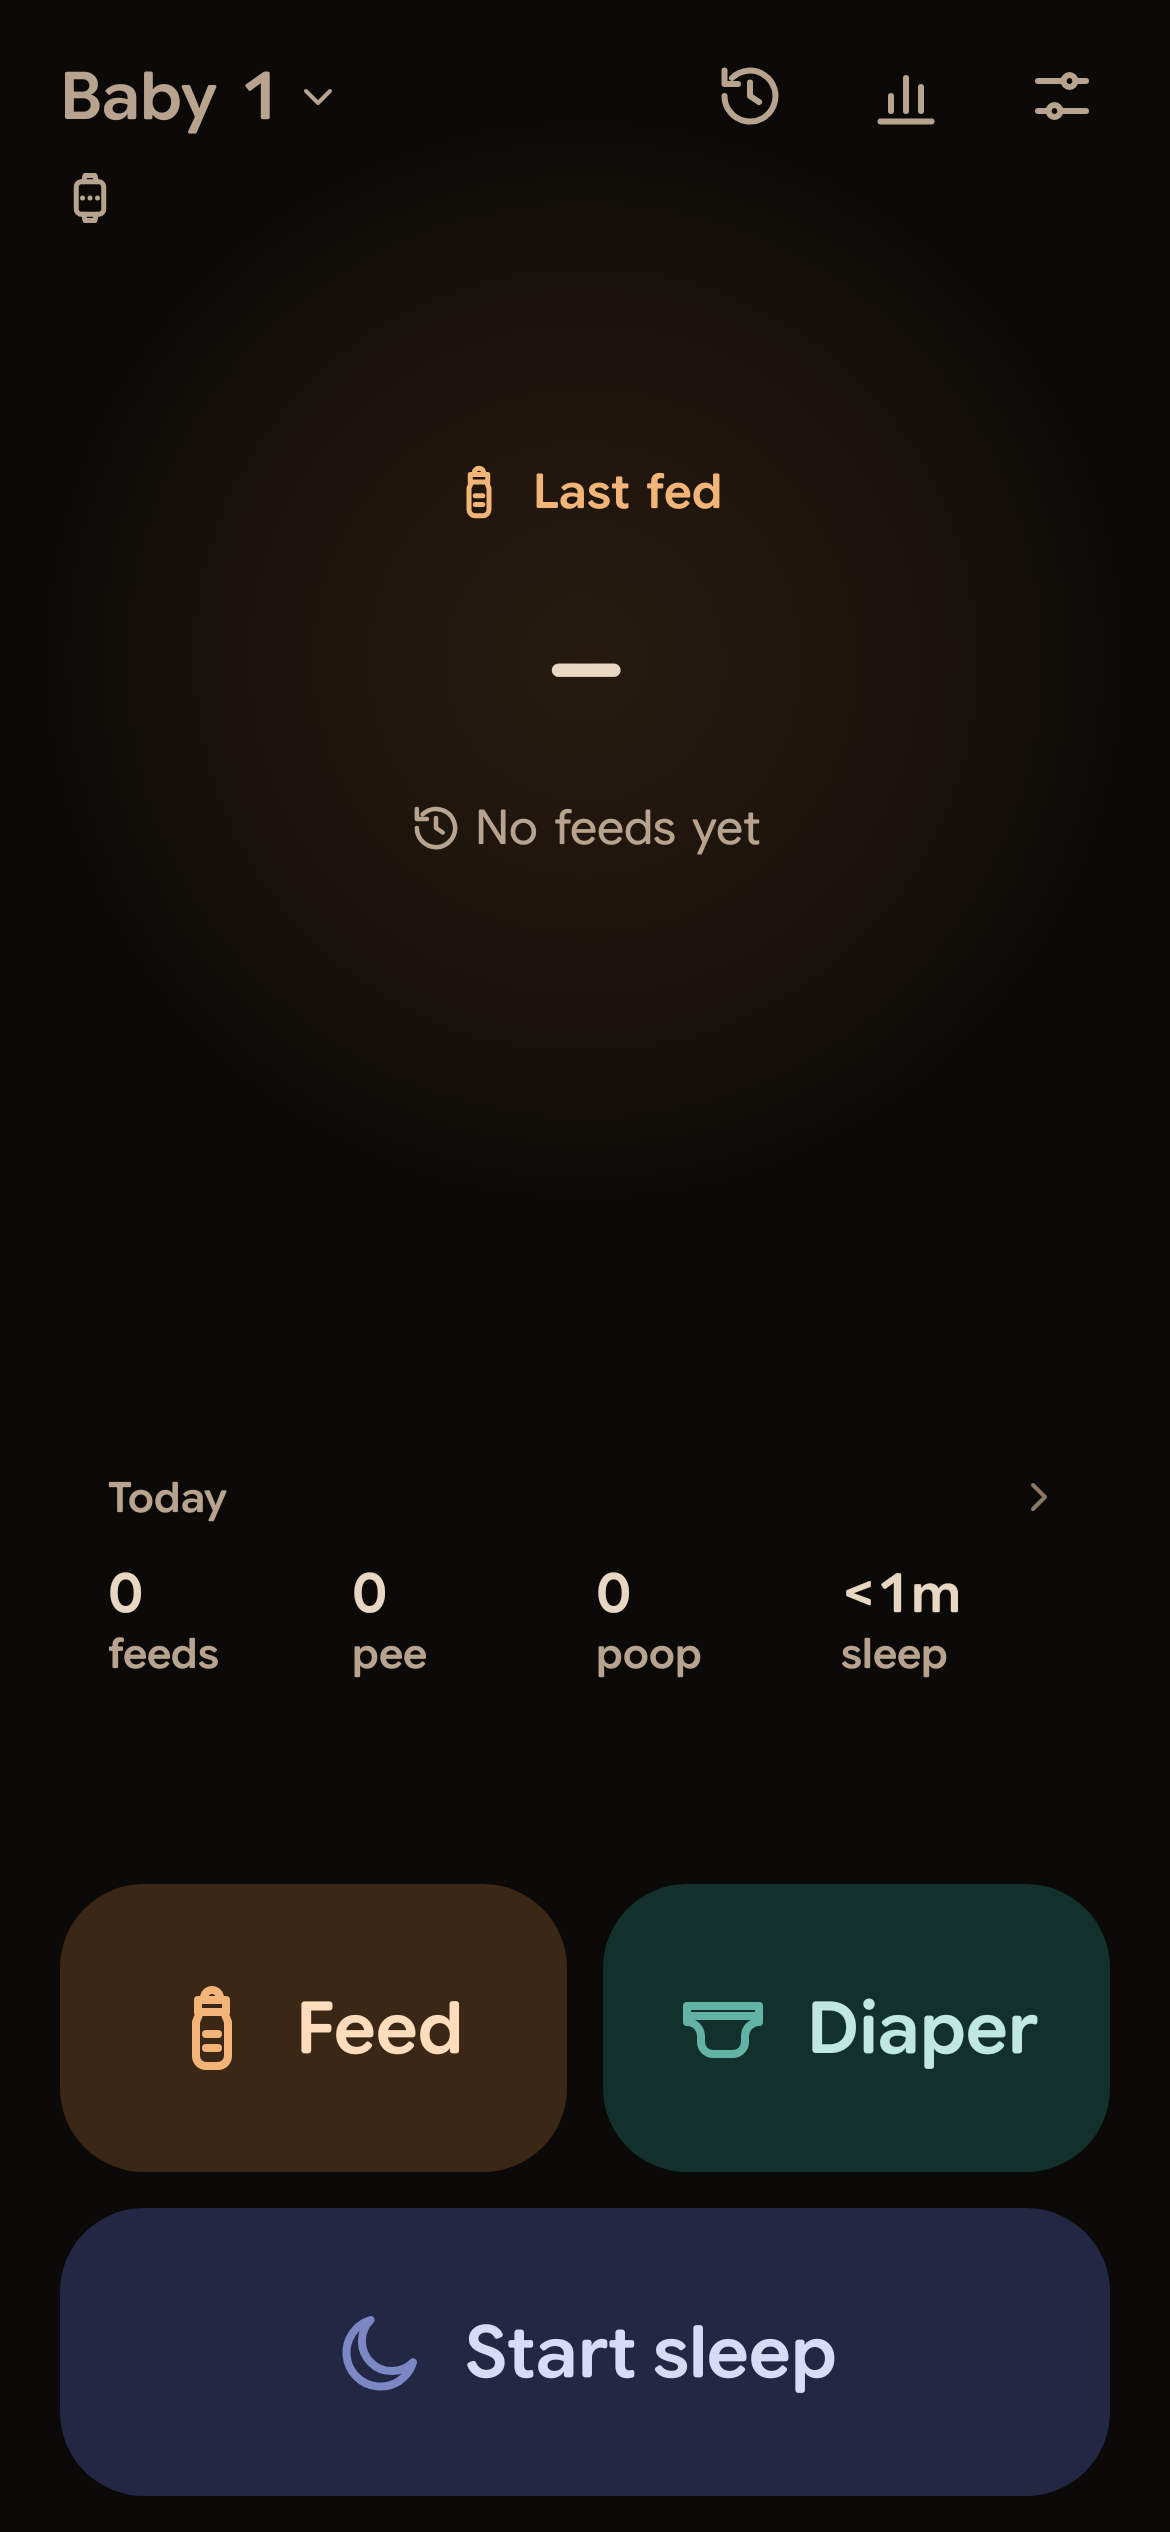 Baby 1
Last fed
–
No feeds yet
Today
0 0 0 <1m
feeds pee poop sleep
Feed Diaper
Start sleep